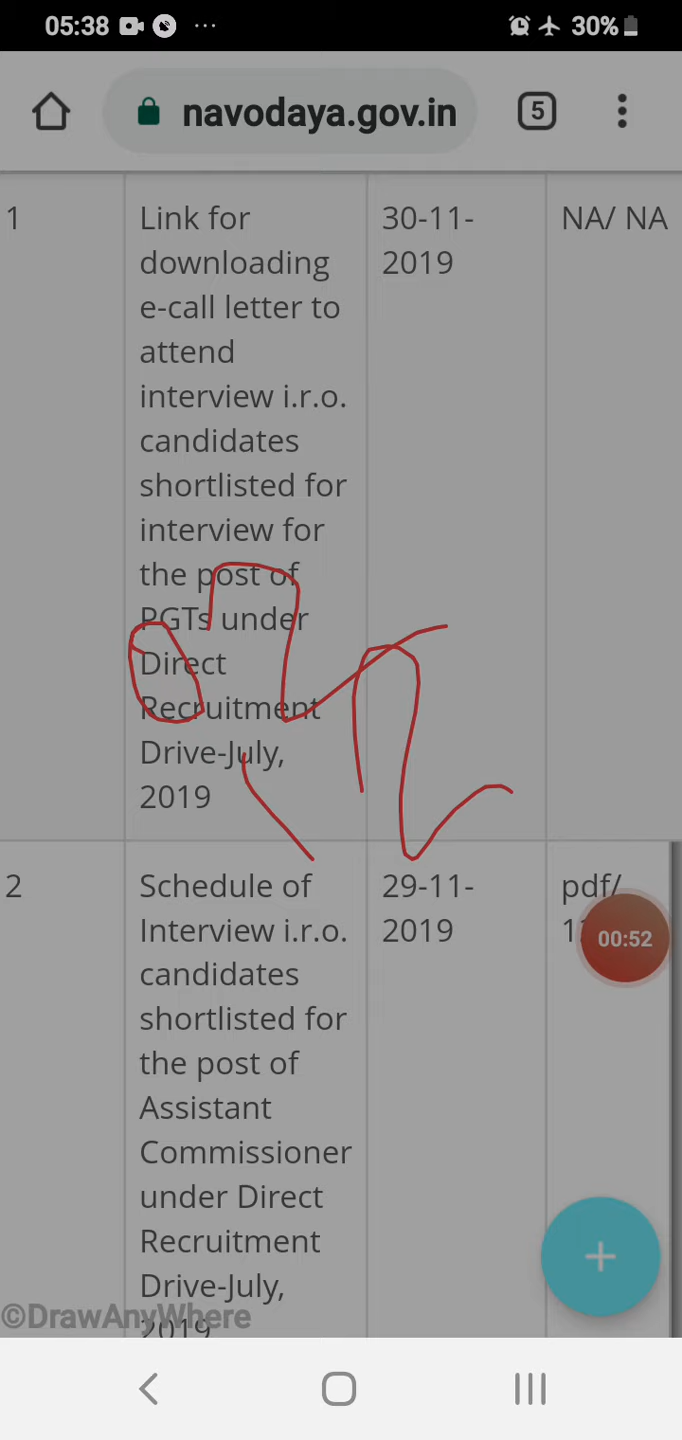 05:38 ... 30%
navodaya.gov.in 5
1
Link for
downloading
e-call letter to
attend
interview i.r.o.
candidates
shortlisted for
interview for
the post of
PGTs under
Direct
Recruitment
Drive-July,
2019
30-11-
2019
NA/ NA
2
Schedule of
Interview i.r.o.
candidates
shortlisted for
the post of
Assistant
Commissioner
under Direct
Recruitment
Drive-July,
2019
29-11-
2019
pdf/
00:52
©DrawAnyWhere